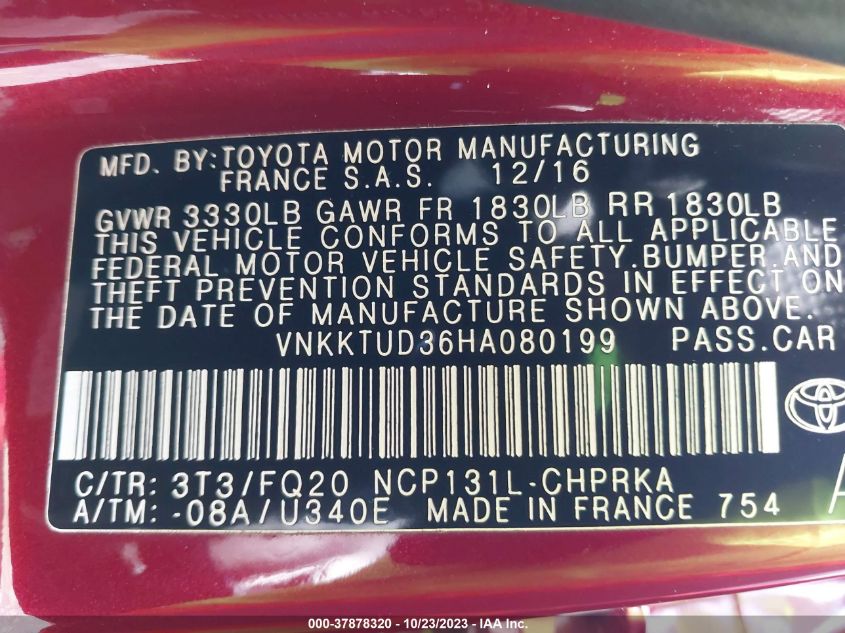 MFD. BY:TOYOTA MOTOR MANUFACTURING
FRANCE S.A.S. 12/16
GVWR 3330LB GAWR FR 1830LB RR 1830LB
THIS VEHICLE CONFORMS TO ALL APPLICABLE
FEDERAL MOTOR VEHICLE SAFETY.BUMPER.AND
THEFT PREVENTION STANDARDS IN EFFECT ON
THE DATE OF MANUFACTURE SHOWN ABOVE.
VNKKTUD36HA080199 PASS.CAR
C/TR: 3T3/FQ20 NCP131L-CHPRKA
A/TM: -08A/U340E MADE IN FRANCE 754 A
000-37878320 - 10/23/2023 - IAA Inc.